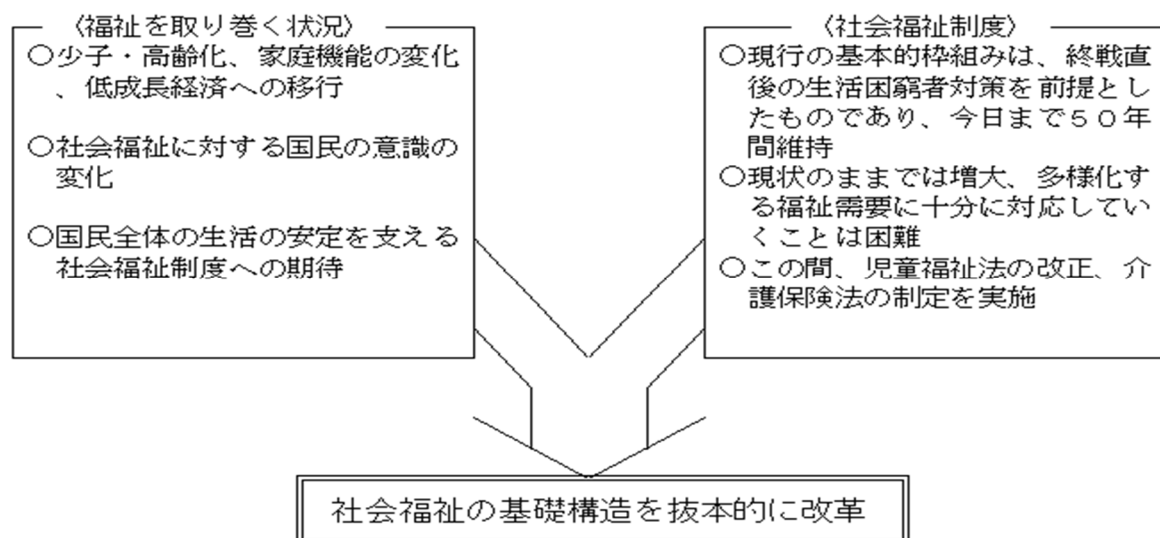 〈福祉を取り巻く状況〉
○少子・高齢化、家庭機能の変化
、低成長経済への移行
○社会福祉に対する国民の意識の
変化
○国民全体の生活の安定を支える
社会福祉制度への期待
〈社会福祉制度〉
○現行の基本的枠組みは、終戦直
後の生活困窮者対策を前提とし
たものであり、今日まで５０年
間維持
○現状のままでは増大、多様化す
る福祉需要に十分に対応してい
くことは困難
○この間、児童福祉法の改正、介
護保険法の制定を実施
社会福祉の基礎構造を抜本的に改革